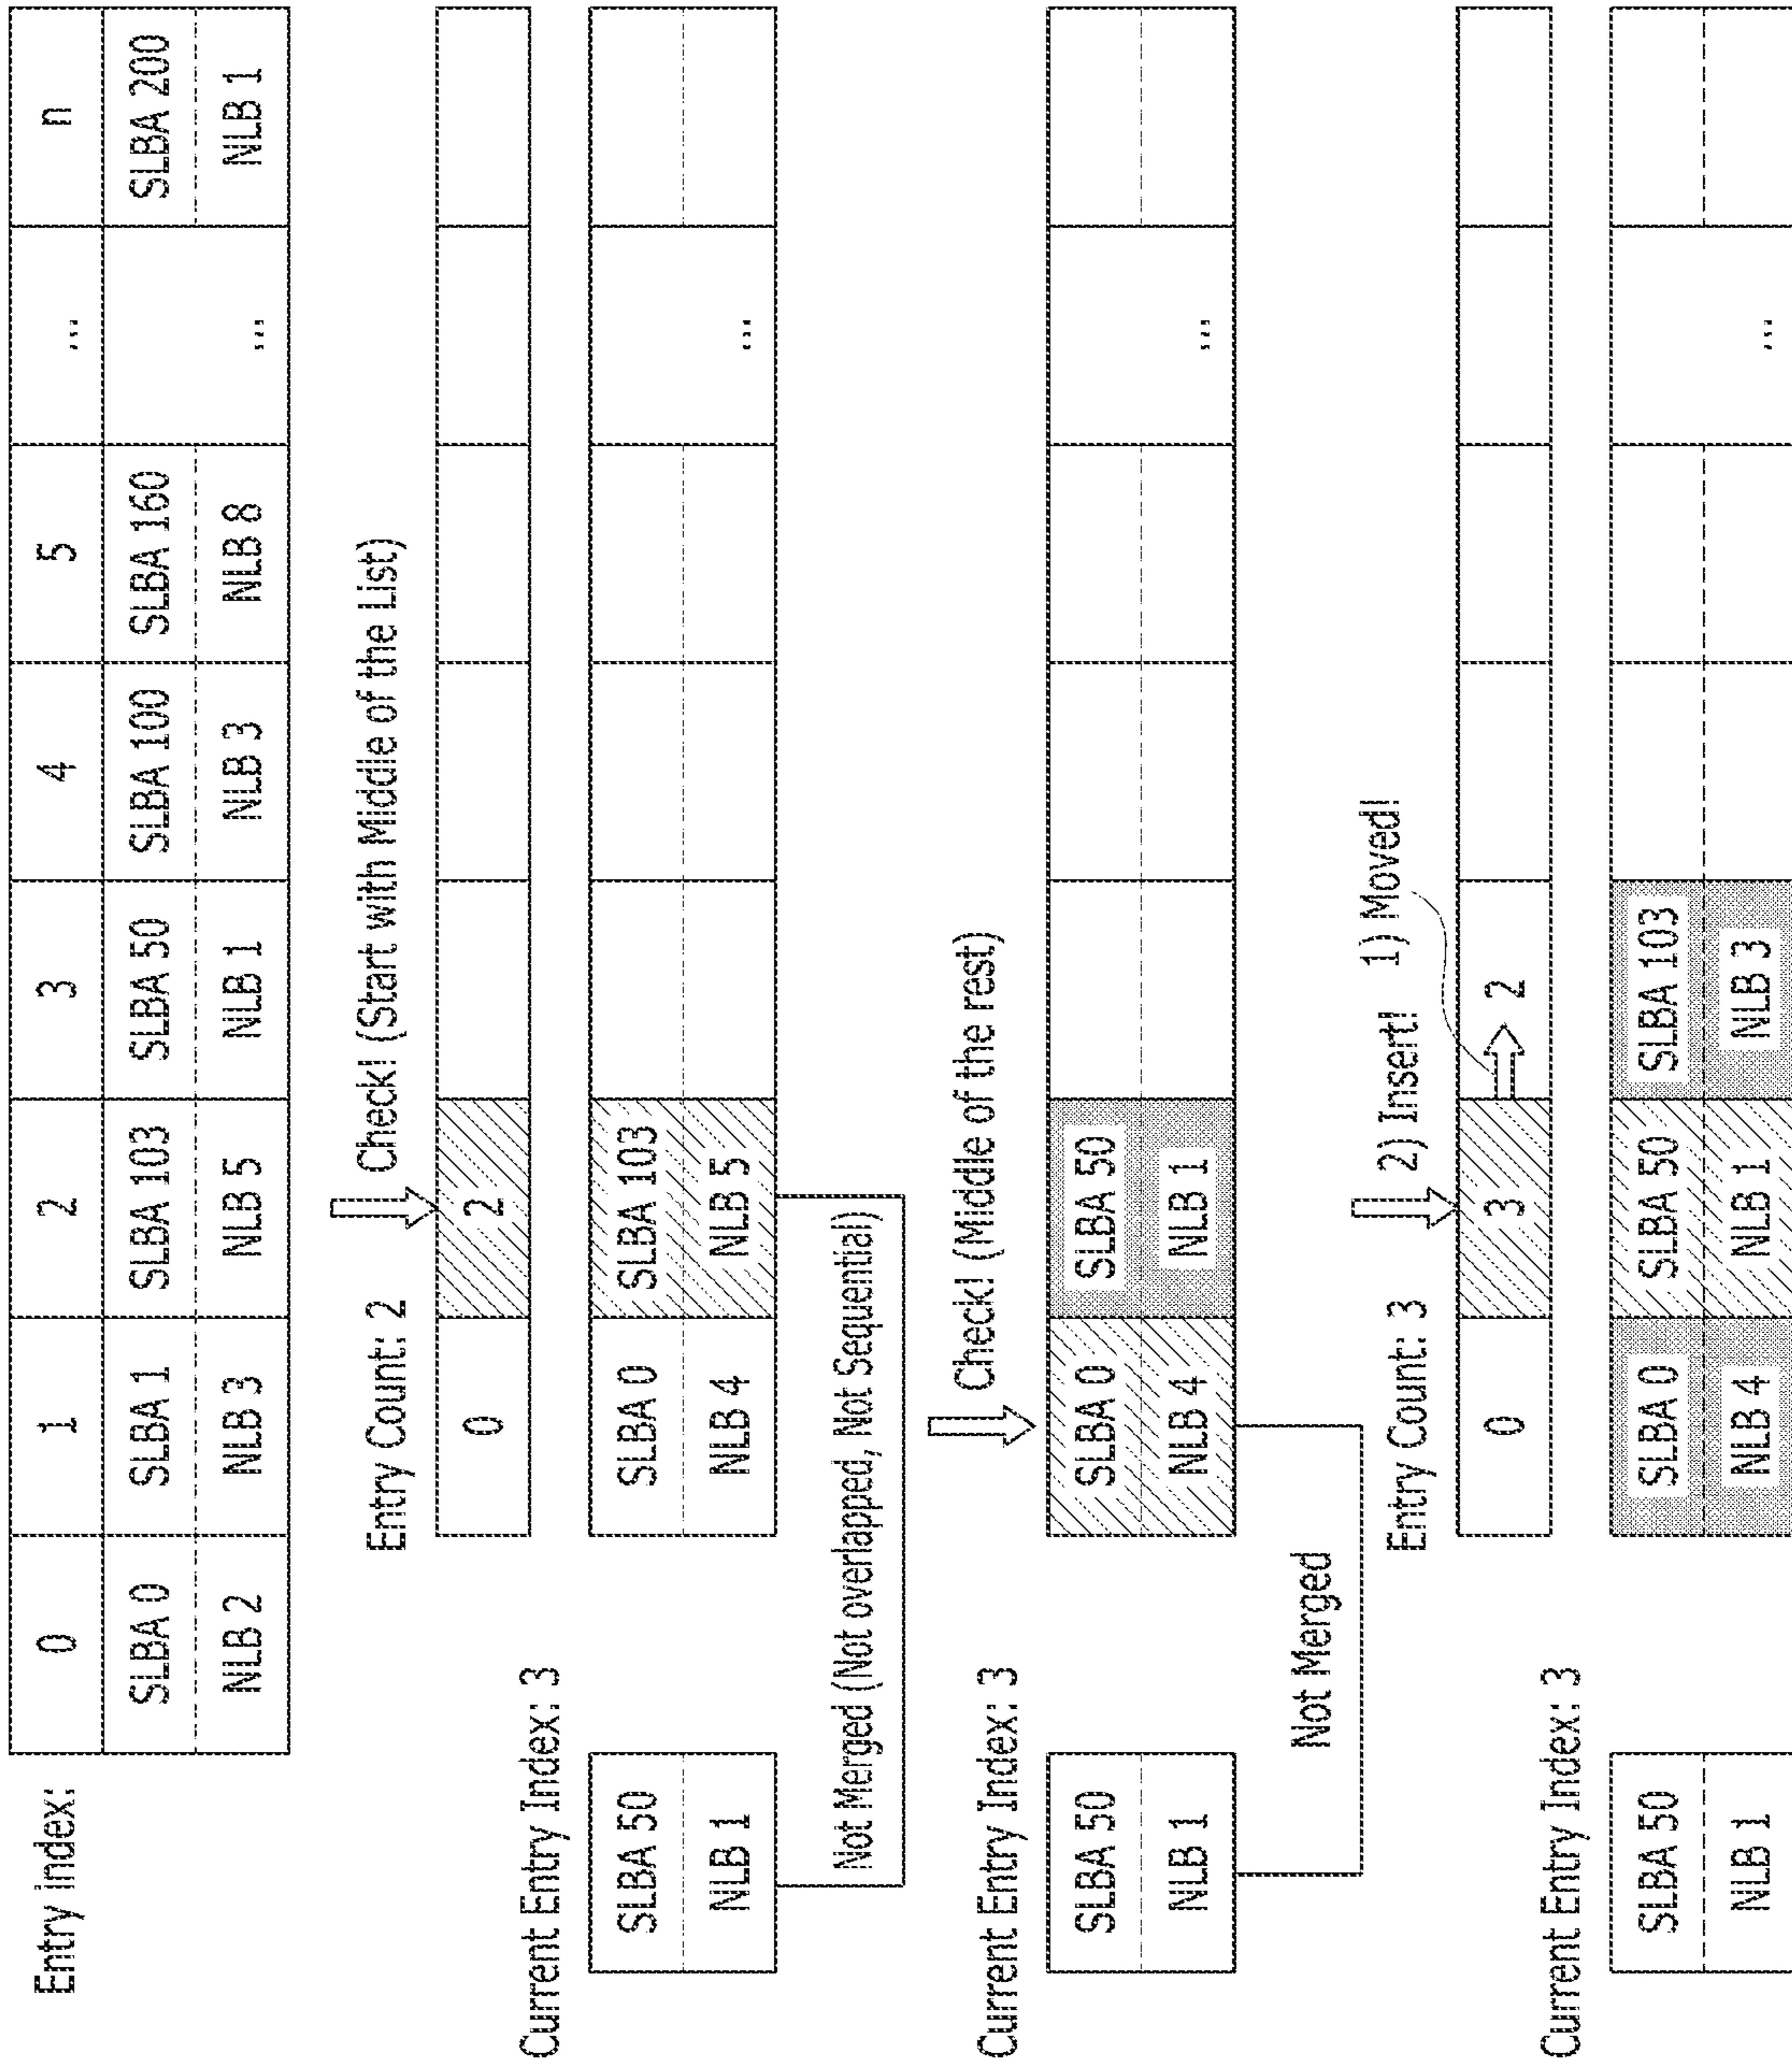 Entry index: 0 1 2 3 4 5 ... n
SLBA 0 SLBA 1 SLBA 103 SLBA 50 SLBA 100 SLBA 160 SLBA 200
NLB 2 NLB 3 NLB 5 NLB 1 NLB 3 NLB 8 ... NLB 1
Entry Count: 2 Check! (Start with Middle of the List)
0 2
Current Entry Index: 3
SLBA 50 SLBA 0 SLBA 103
NLB 1 NLB 4 NLB 5 ...
Not Merged (Not overlapped, Not Sequential)
Check! (Middle of the rest)
Current Entry Index: 3
SLBA 50 SLBA 0 SLBA 50
NLB 1 NLB 4 NLB 1 ...
Not Merged
Entry Count: 3 2) Insert! 1) Moved!
0 3 2
Current Entry Index: 3
SLBA 50 SLBA 0 SLBA 50 SLBA 103
NLB 1 NLB 4 NLB 1 NLB 3 ...